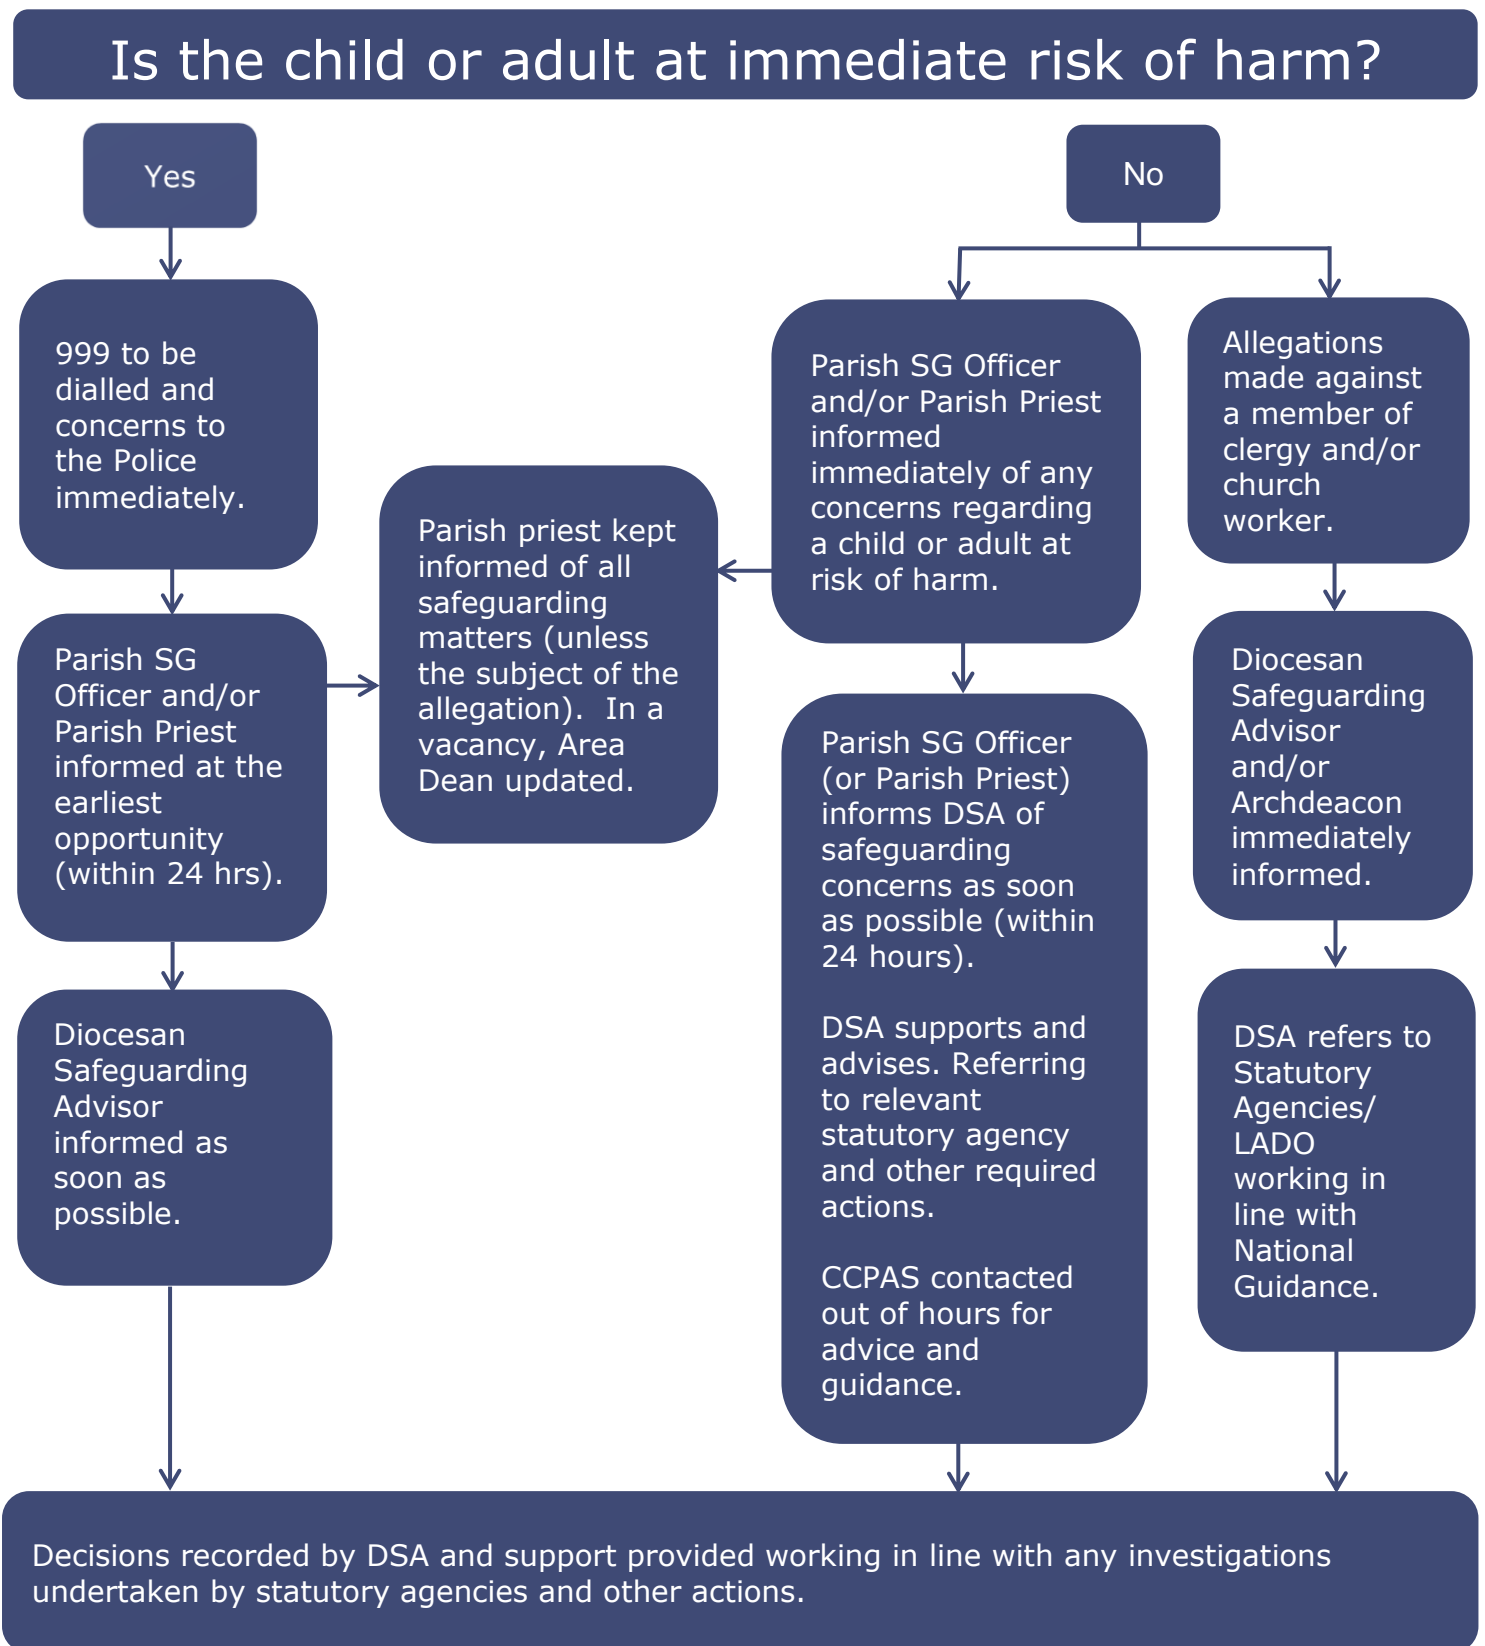 Is the child or adult at immediate risk of harm?
Yes
999 to be
dialled and
concerns to
the Police
immediately.
Parish SG
Officer and/or
Parish Priest
informed at the
earliest
opportunity
(within 24 hrs).
Diocesan
Safeguarding
Advisor
informed as
soon as
possible.
Parish priest kept
informed of all
safeguarding
matters (unless
the subject of the
allegation).  In a
vacancy, Area
Dean updated.
No
Parish SG Officer
and/or Parish Priest
informed
immediately of any
concerns regarding
a child or adult at
risk of harm.
Parish SG Officer
(or Parish Priest)
informs DSA of
safeguarding
concerns as soon
as possible (within
24 hours).
DSA supports and
advises. Referring
to relevant
statutory agency
and other required
actions.
CCPAS contacted
out of hours for
advice and
guidance.
Allegations
made against
a member of
clergy and/or
church
worker.
Diocesan
Safeguarding
Advisor
and/or
Archdeacon
immediately
informed.
DSA refers to
Statutory
Agencies/
LADO
working in
line with
National
Guidance.
Decisions recorded by DSA and support provided working in line with any investigations
undertaken by statutory agencies and other actions.